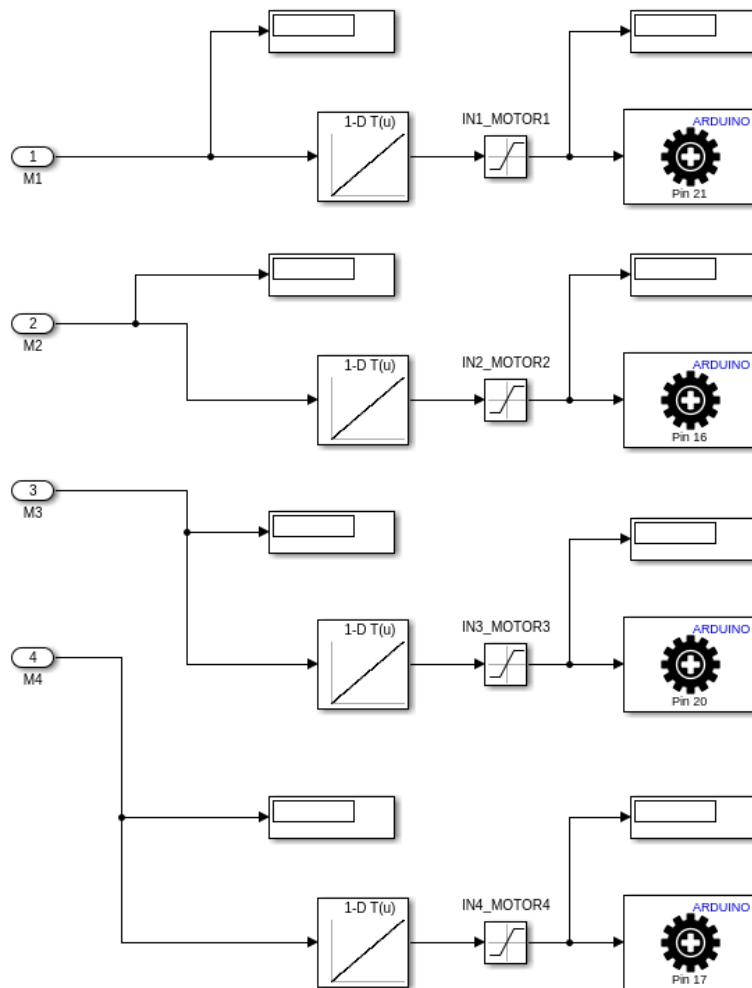 1-D T(u)
IN1_MOTOR1
ARDUINO
1
M1
Pin 21
1-D T(u)
IN2_MOTOR2
ARDUINO
2
M2
Pin 16
3
M3
1-D T(u)
IN3_MOTOR3
ARDUINO
4
M4
Pin 20
1-D T(u)
IN4_MOTOR4
ARDUINO
Pin 17